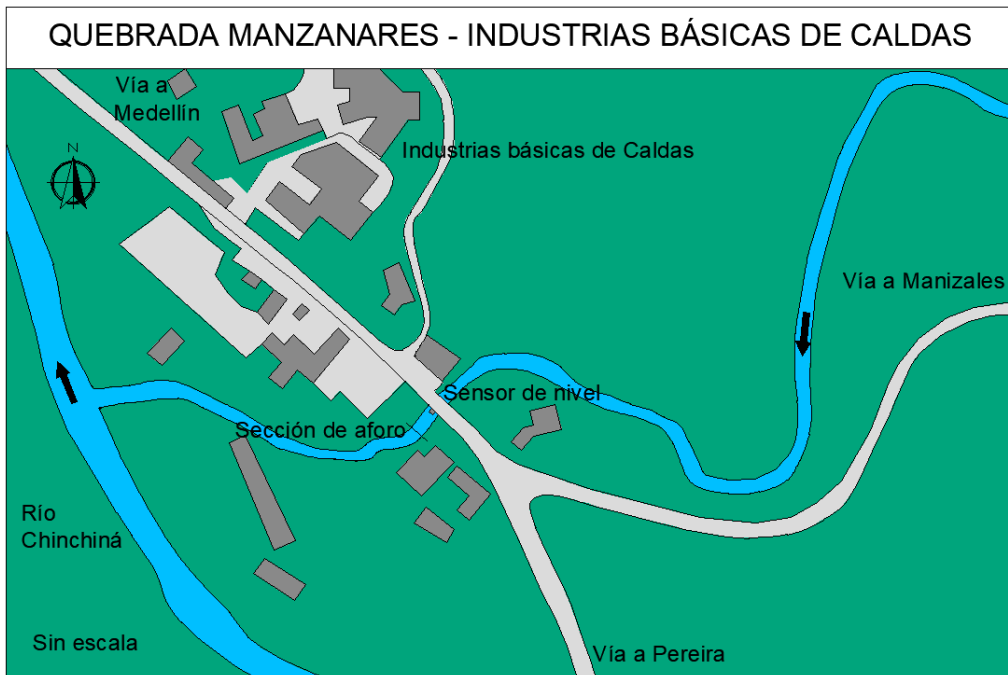 QUEBRADA MANZANARES - INDUSTRIAS BÁSICAS DE CALDAS
Vía a
Medellín
N
Industrias básicas de Caldas
Vía a Manizales
Sensor de nivel
Sección de aforo
Río
Chinchiná
Sin escala
Vía a Pereira